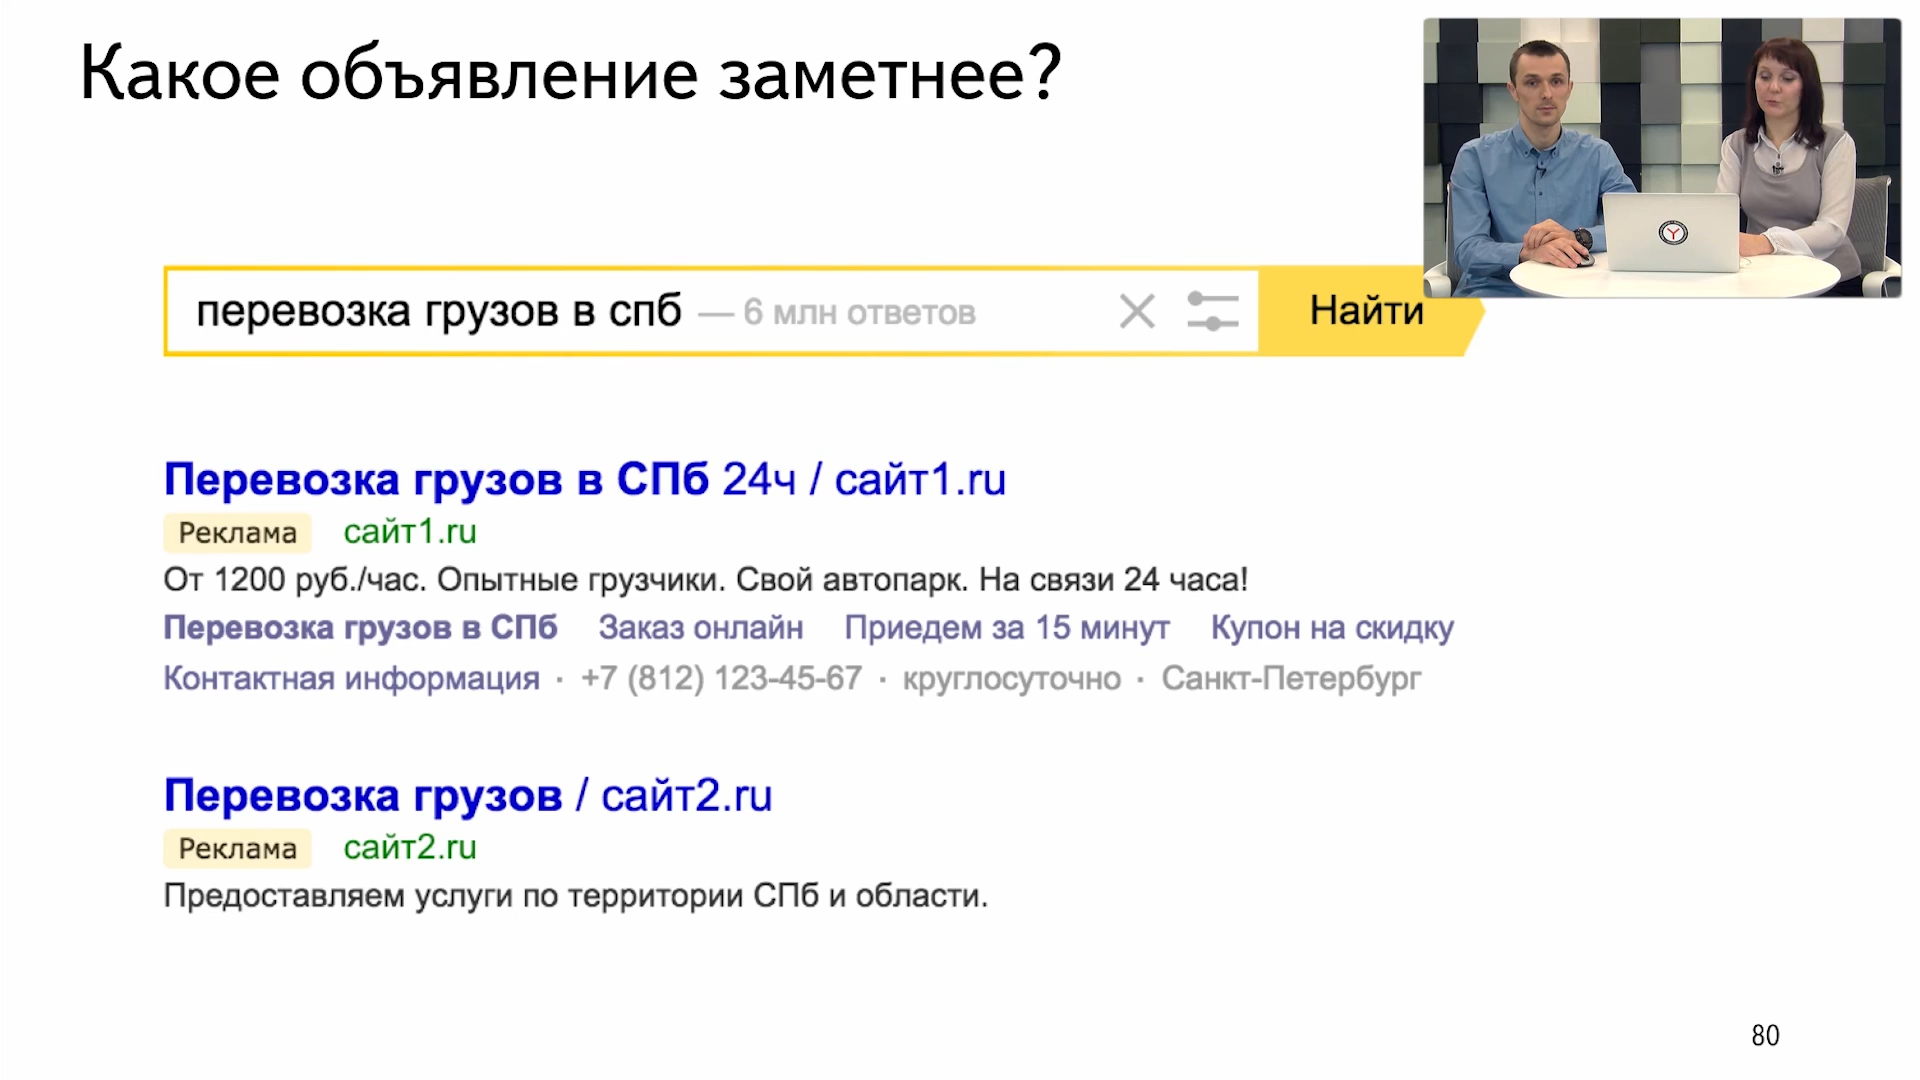 Какое объявление заметнее?
перевозка грузов в спб — 6 млн ответов
Найти
Перевозка грузов в СПб 24ч / сайт1.ru
Реклама сайт1.ru
От 1200 руб./час. Опытные грузчики. Свой автопарк. На связи 24 часа!
Перевозка грузов в СПб Заказ онлайн Приедем за 15 минут Купон на скидку
Контактная информация · +7 (812) 123-45-67 · круглосуточно · Санкт-Петербург
Перевозка грузов / сайт2.ru
Реклама сайт2.ru
Предоставляем услуги по территории СПб и области.
80